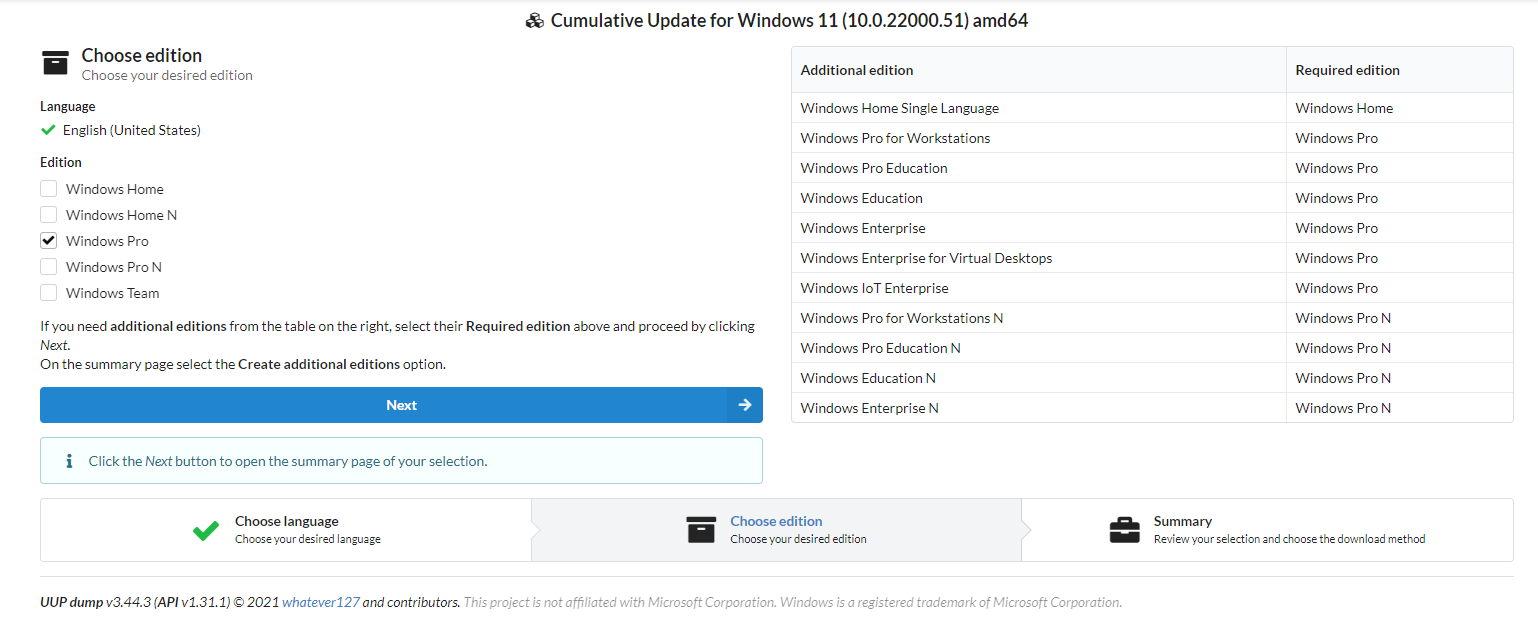 Cumulative Update for Windows 11 (10.0.22000.51) amd64
Choose edition
Choose your desired edition
Language
English (United States)
Edition
Windows Home
Windows Home N
Windows Pro
Windows Pro N
Windows Team
If you need additional editions from the table on the right, select their Required edition above and proceed by clicking
Next.
On the summary page select the Create additional editions option.
Next
Click the Next button to open the summary page of your selection.
Additional edition Required edition
Windows Home Single Language Windows Home
Windows Pro for Workstations Windows Pro
Windows Pro Education Windows Pro
Windows Education Windows Pro
Windows Enterprise Windows Pro
Windows Enterprise for Virtual Desktops Windows Pro
Windows IoT Enterprise Windows Pro
Windows Pro for Workstations N Windows Pro N
Windows Pro Education N Windows Pro N
Windows Education N Windows Pro N
Windows Enterprise N Windows Pro N
Choose language
Choose your desired language
Choose edition
Choose your desired edition
Summary
Review your selection and choose the download method
UUP dump v3.44.3 (API v1.31.1) © 2021 whatever127 and contributors. This project is not affiliated with Microsoft Corporation. Windows is a registered trademark of Microsoft Corporation.